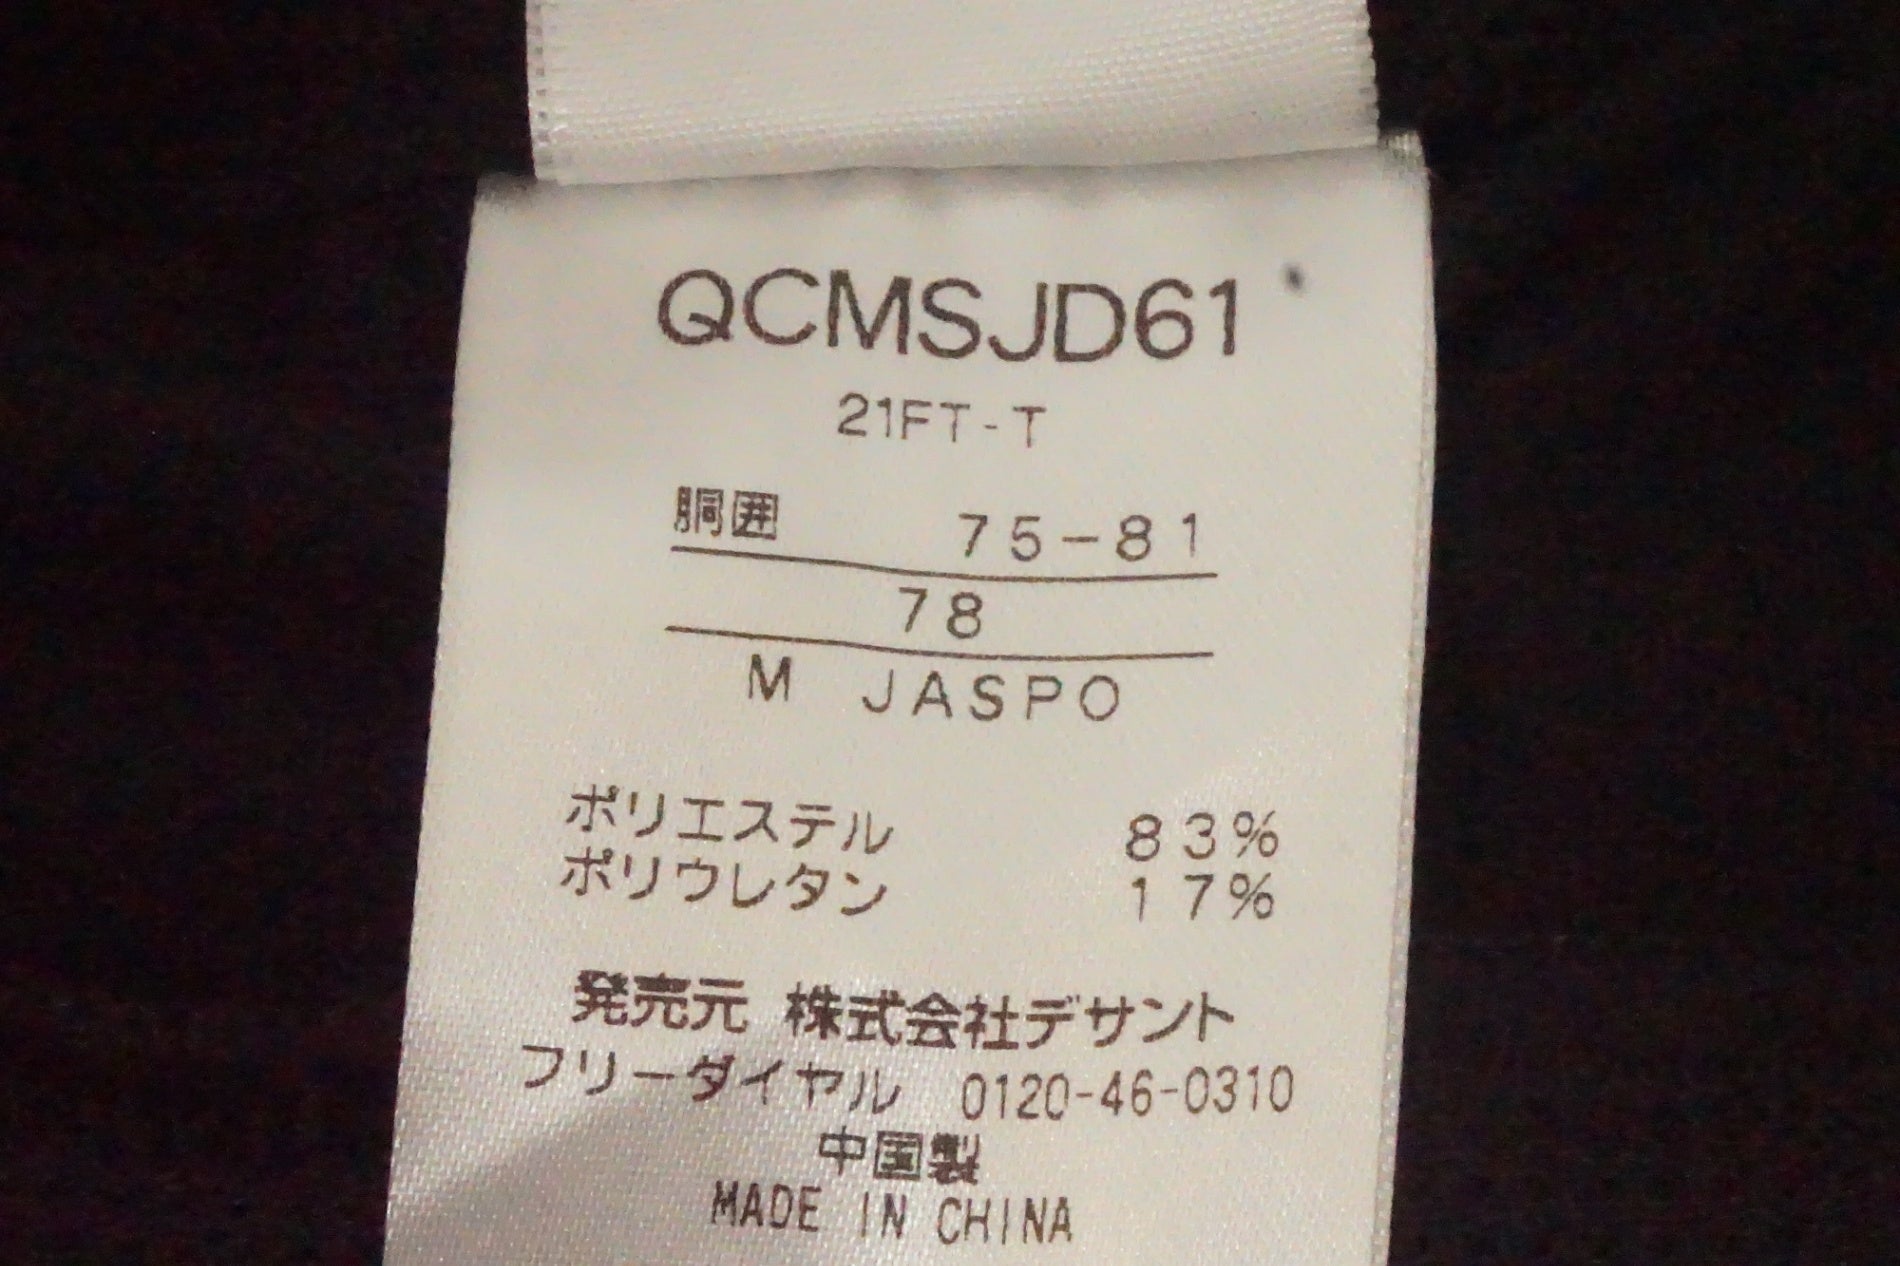 QCMSJD61
21FT-T
胴囲 75-81
78
M JASPO
ポリエステル 83%
ポリウレタン 17%
発売元 株式会社デサント
フリーダイヤル 0120-46-0310
中国製
MADE IN CHINA